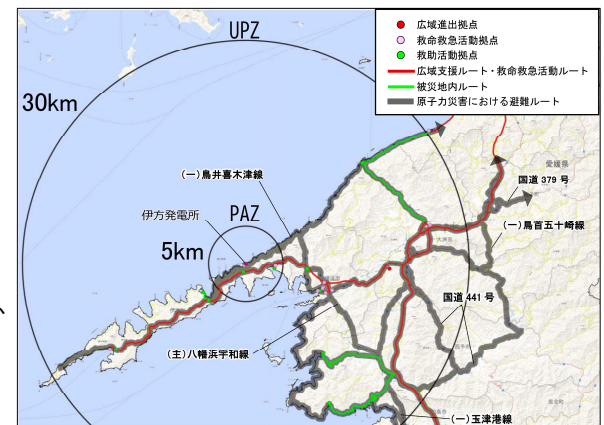 UPZ
30km
広域進出拠点
救命救急活動拠点
救助活動拠点
広域支援ルート・救命救急活動ルート
被災地内ルート
原子力災害における避難ルート
愛媛県
(一)鳥井喜木津線
国道 379 号
伊方発電所
PAZ
(一)鳥首五十崎線
5km
国道 441 号
(主)八幡浜宇和線
(一)玉津港線